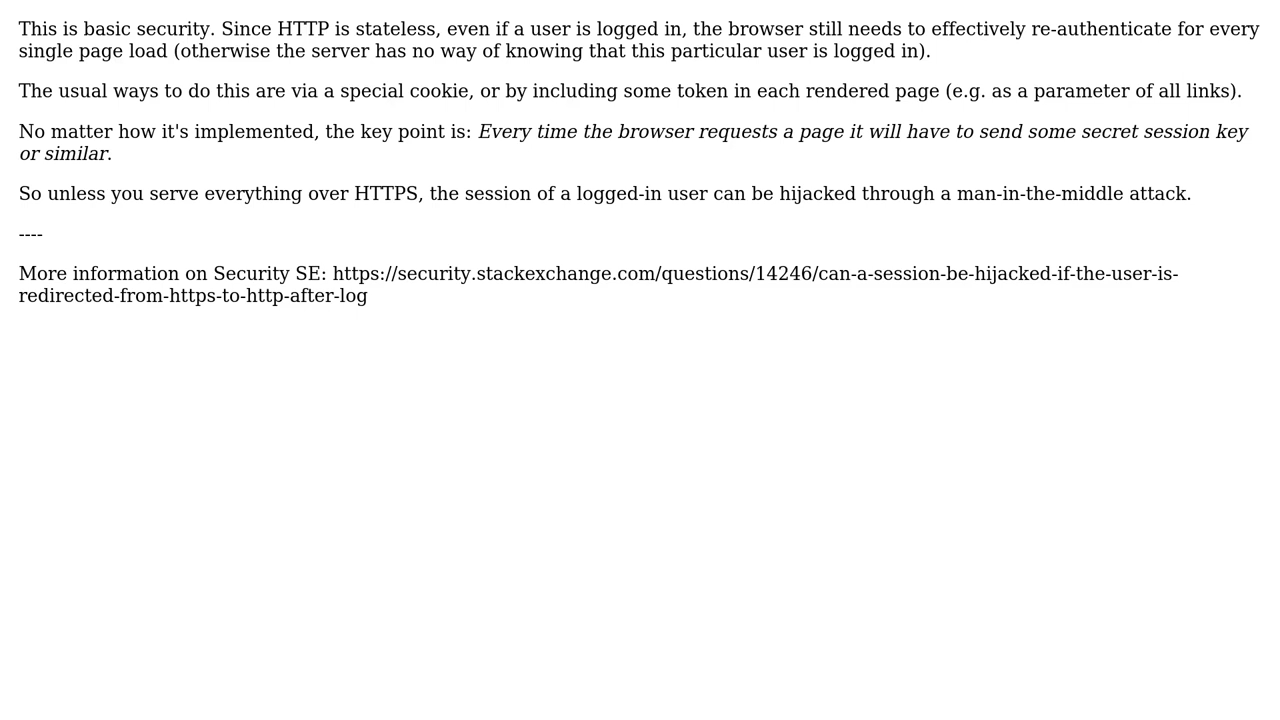 This is basic security. Since HTTP is stateless, even if a user is logged in, the browser still needs to effectively re-authenticate for every
single page load (otherwise the server has no way of knowing that this particular user is logged in).
The usual ways to do this are via a special cookie, or by including some token in each rendered page (e.g. as a parameter of all links).
No matter how it's implemented, the key point is: Every time the browser requests a page it will have to send some secret session key
or similar.
So unless you serve everything over HTTPS, the session of a logged-in user can be hijacked through a man-in-the-middle attack.
----
More information on Security SE: https://security.stackexchange.com/questions/14246/can-a-session-be-hijacked-if-the-user-is-
redirected-from-https-to-http-after-log